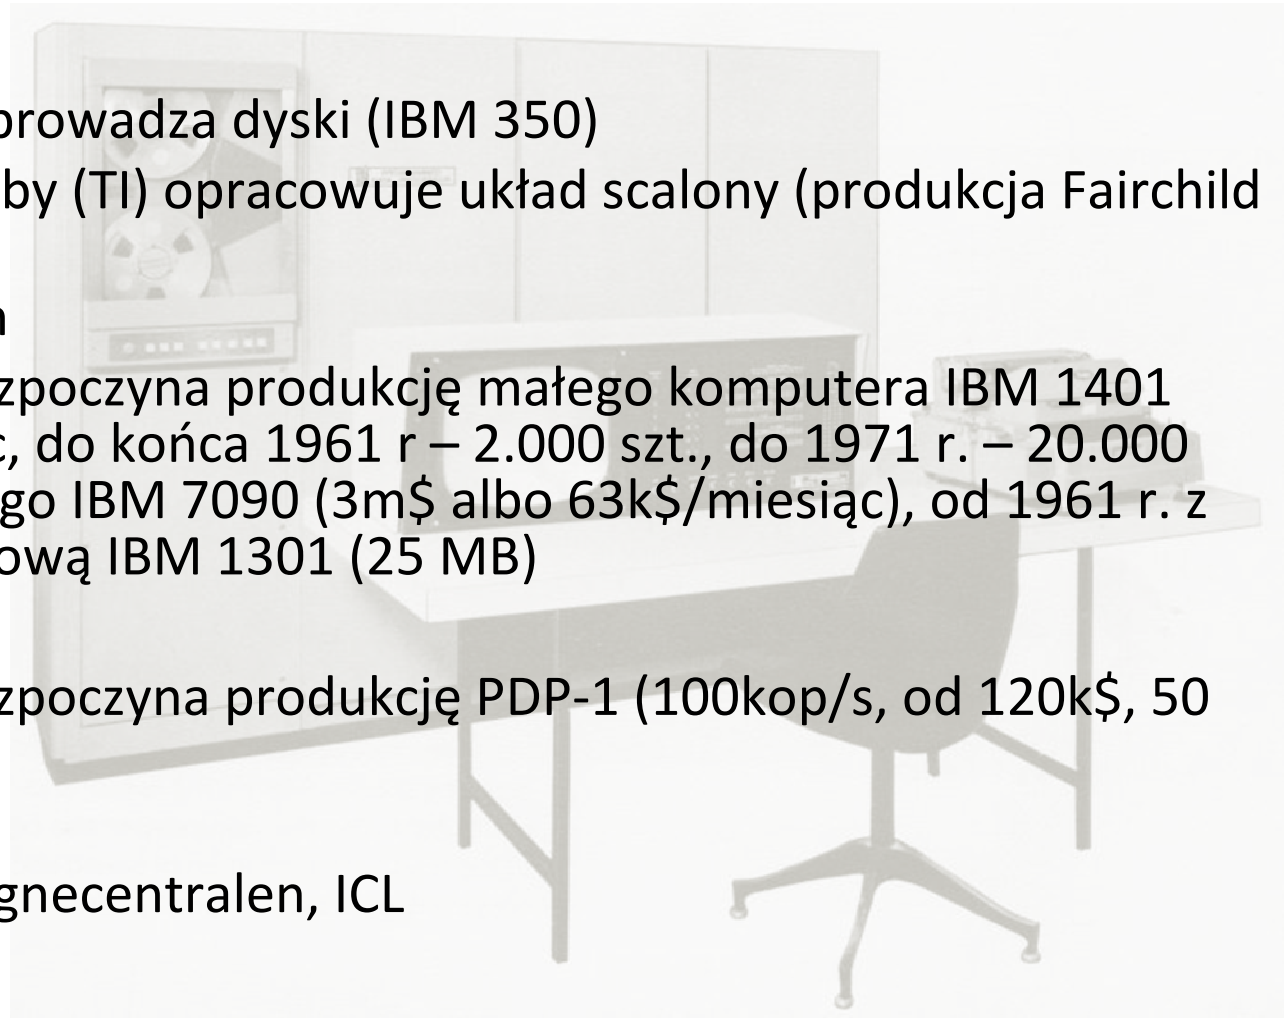 prowadza dyski (IBM 350)
by (TI) opracowuje układ scalony (produkcja Fairchild
zpoczyna produkcję małego komputera IBM 1401
, do końca 1961 r – 2.000 szt., do 1971 r. – 20.000
go IBM 7090 (3m$ albo 63k$/miesiąc), od 1961 r. z
ową IBM 1301 (25 MB)
zpoczyna produkcję PDP-1 (100kop/s, od 120k$, 50
gnecentralen, ICL